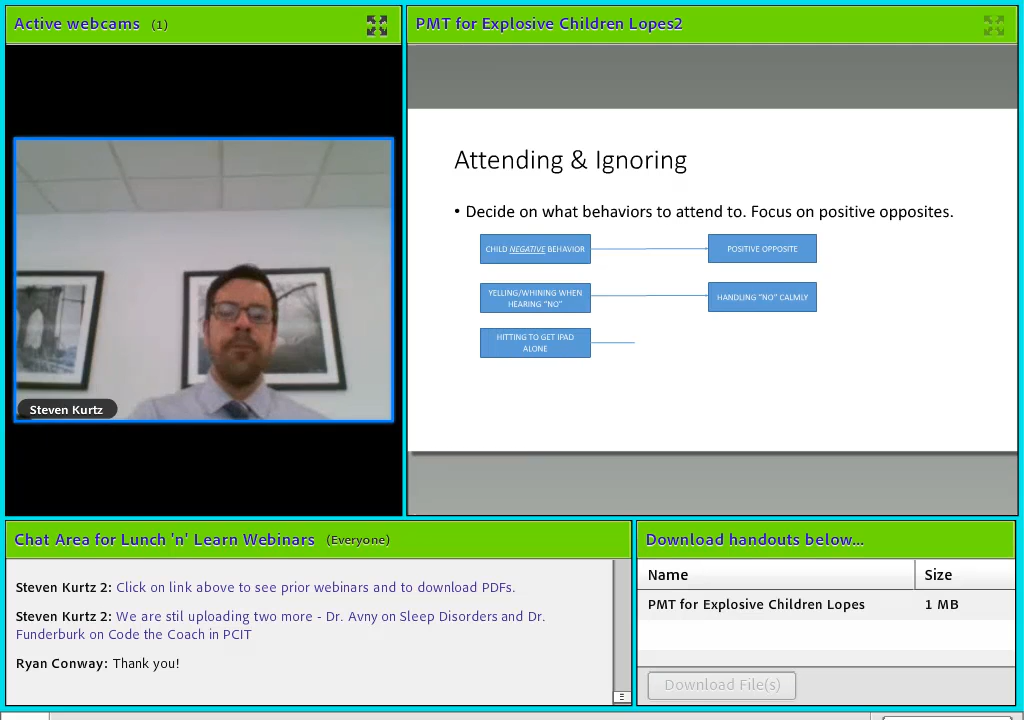 Active webcams (1)
PMT for Explosive Children Lopes2
Attending & Ignoring
• Decide on what behaviors to attend to. Focus on positive opposites.
CHILD NEGATIVE BEHAVIOR
POSITIVE OPPOSITE
YELLING/WHINING WHEN
HEARING "NO"
HANDLING "NO" CALMLY
HITTING TO GET IPAD
ALONE
Steven Kurtz
Chat Area for Lunch 'n' Learn Webinars (Everyone)
Steven Kurtz 2: Click on link above to see prior webinars and to download PDFs.
Steven Kurtz 2: We are stil uploading two more - Dr. Avny on Sleep Disorders and Dr.
Funderburk on Code the Coach in PCIT
Ryan Conway: Thank you!
Download handouts below...
Name Size
PMT for Explosive Children Lopes 1 MB
Download File(s)